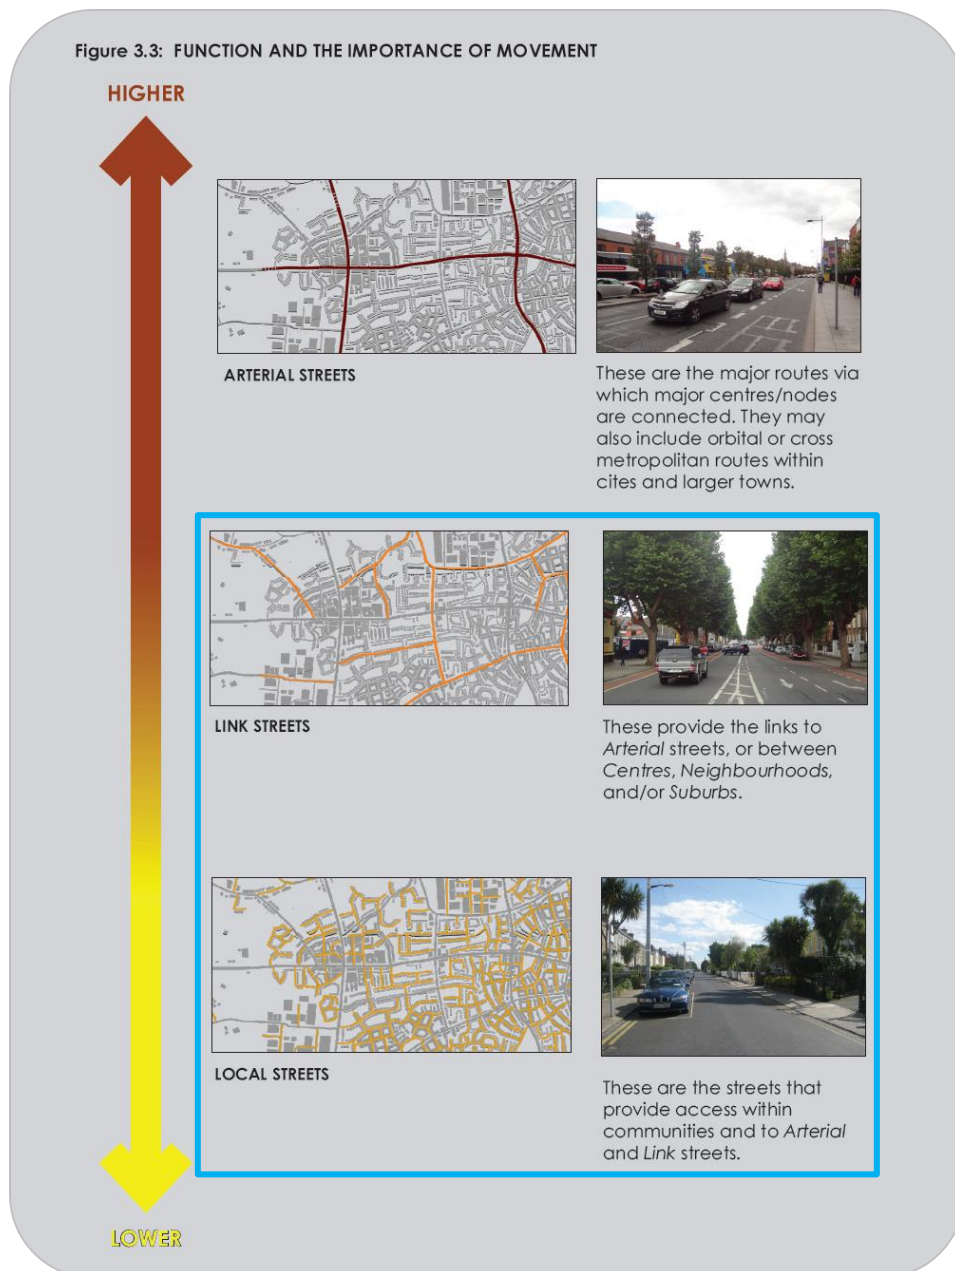 Figure 3.3: FUNCTION AND THE IMPORTANCE OF MOVEMENT
HIGHER
ARTERIAL STREETS
These are the major routes via
which major centres/nodes
are connected. They may
also include orbital or cross
metropolitan routes within
cites and larger towns.
LINK STREETS
These provide the links to
Arterial streets, or between
Centres, Neighbourhoods,
and/or Suburbs.
LOCAL STREETS
These are the streets that
provide access within
communities and to Arterial
and Link streets.
LOWER